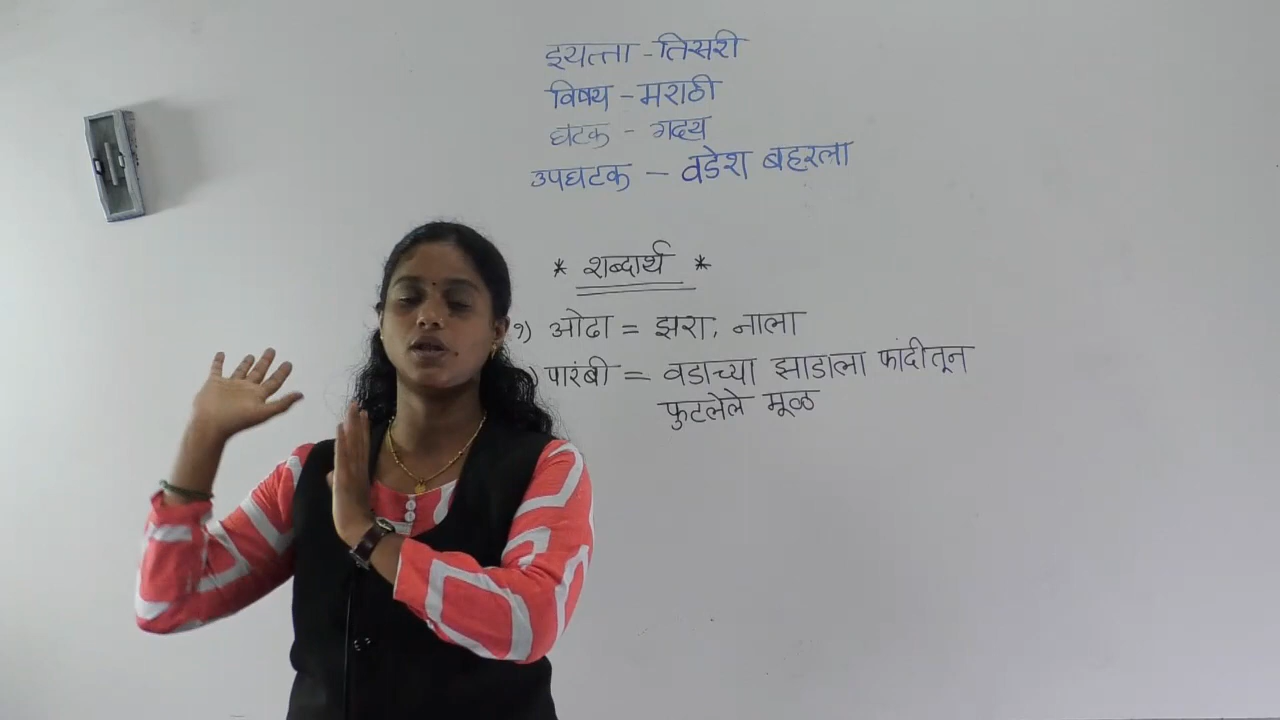 इयत्ता - तिसरी
विषय - मराठी
घटक - गद्य
उपघटक - वडेश बहरला
* शब्दार्थ *
१) ओढा = झरा, नाला
) पारंबी = वडाच्या झाडाला फांदीतून
फुटलेले मूळ